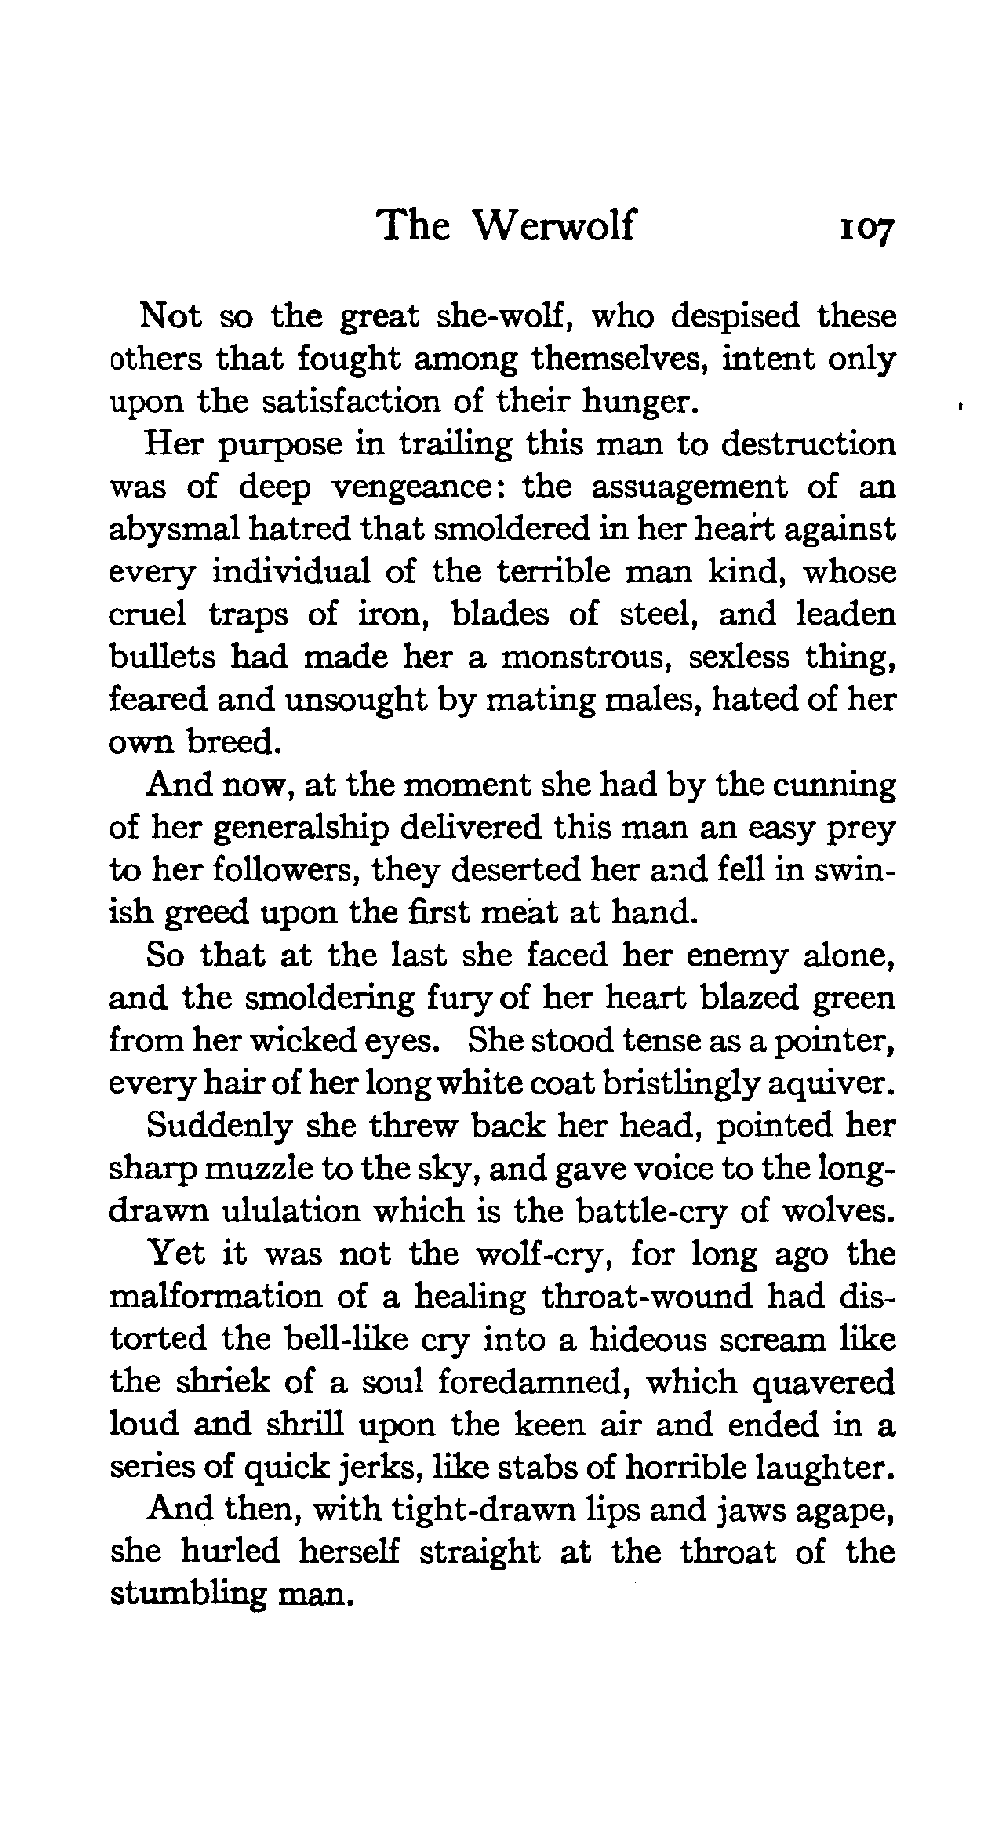 The Werwolf 107
Not so the great she-wolf, who despised these
others that fought among themselves, intent only
upon the satisfaction of their hunger.
Her purpose in trailing this man to destruction
was of deep vengeance: the assuagement of an
abysmal hatred that smoldered in her heart against
every individual of the terrible man kind, whose
cruel traps of iron, blades of steel, and leaden
bullets had made her a monstrous, sexless thing,
feared and unsought by mating males, hated of her
own breed.
And now, at the moment she had by the cunning
of her generalship delivered this man an easy prey
to her followers, they deserted her and fell in swin-
ish greed upon the first meat at hand.
So that at the last she faced her enemy alone,
and the smoldering fury of her heart blazed green
from her wicked eyes. She stood tense as a pointer,
every hair of her long white coat bristlingly aquiver.
Suddenly she threw back her head, pointed her
sharp muzzle to the sky, and gave voice to the long-
drawn ululation which is the battle-cry of wolves.
Yet it was not the wolf-cry, for long ago the
malformation of a healing throat-wound had dis-
torted the bell-like cry into a hideous scream like
the shriek of a soul foredamned, which quavered
loud and shrill upon the keen air and ended in a
series of quick jerks, like stabs of horrible laughter.
And then, with tight-drawn lips and jaws agape,
she hurled herself straight at the throat of the
stumbling man.